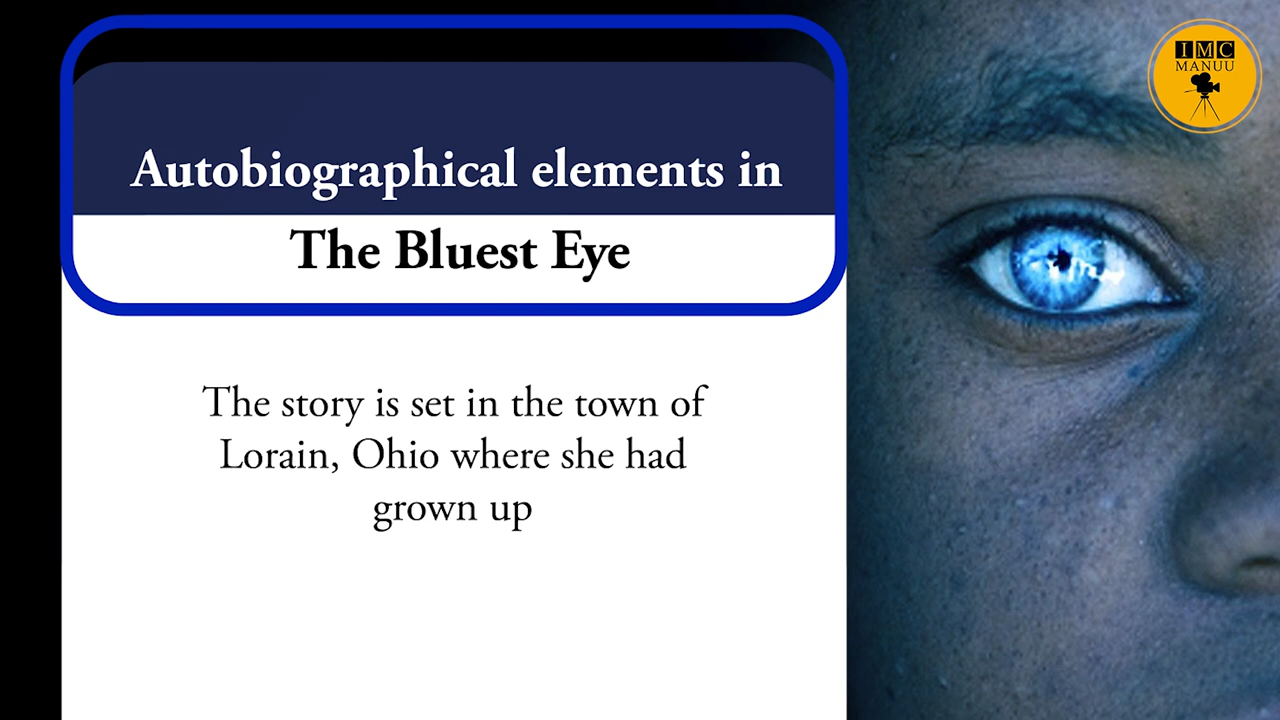 Autobiographical elements in
The Bluest Eye
The story is set in the town of
Lorain, Ohio where she had
grown up
IMC
MANUU